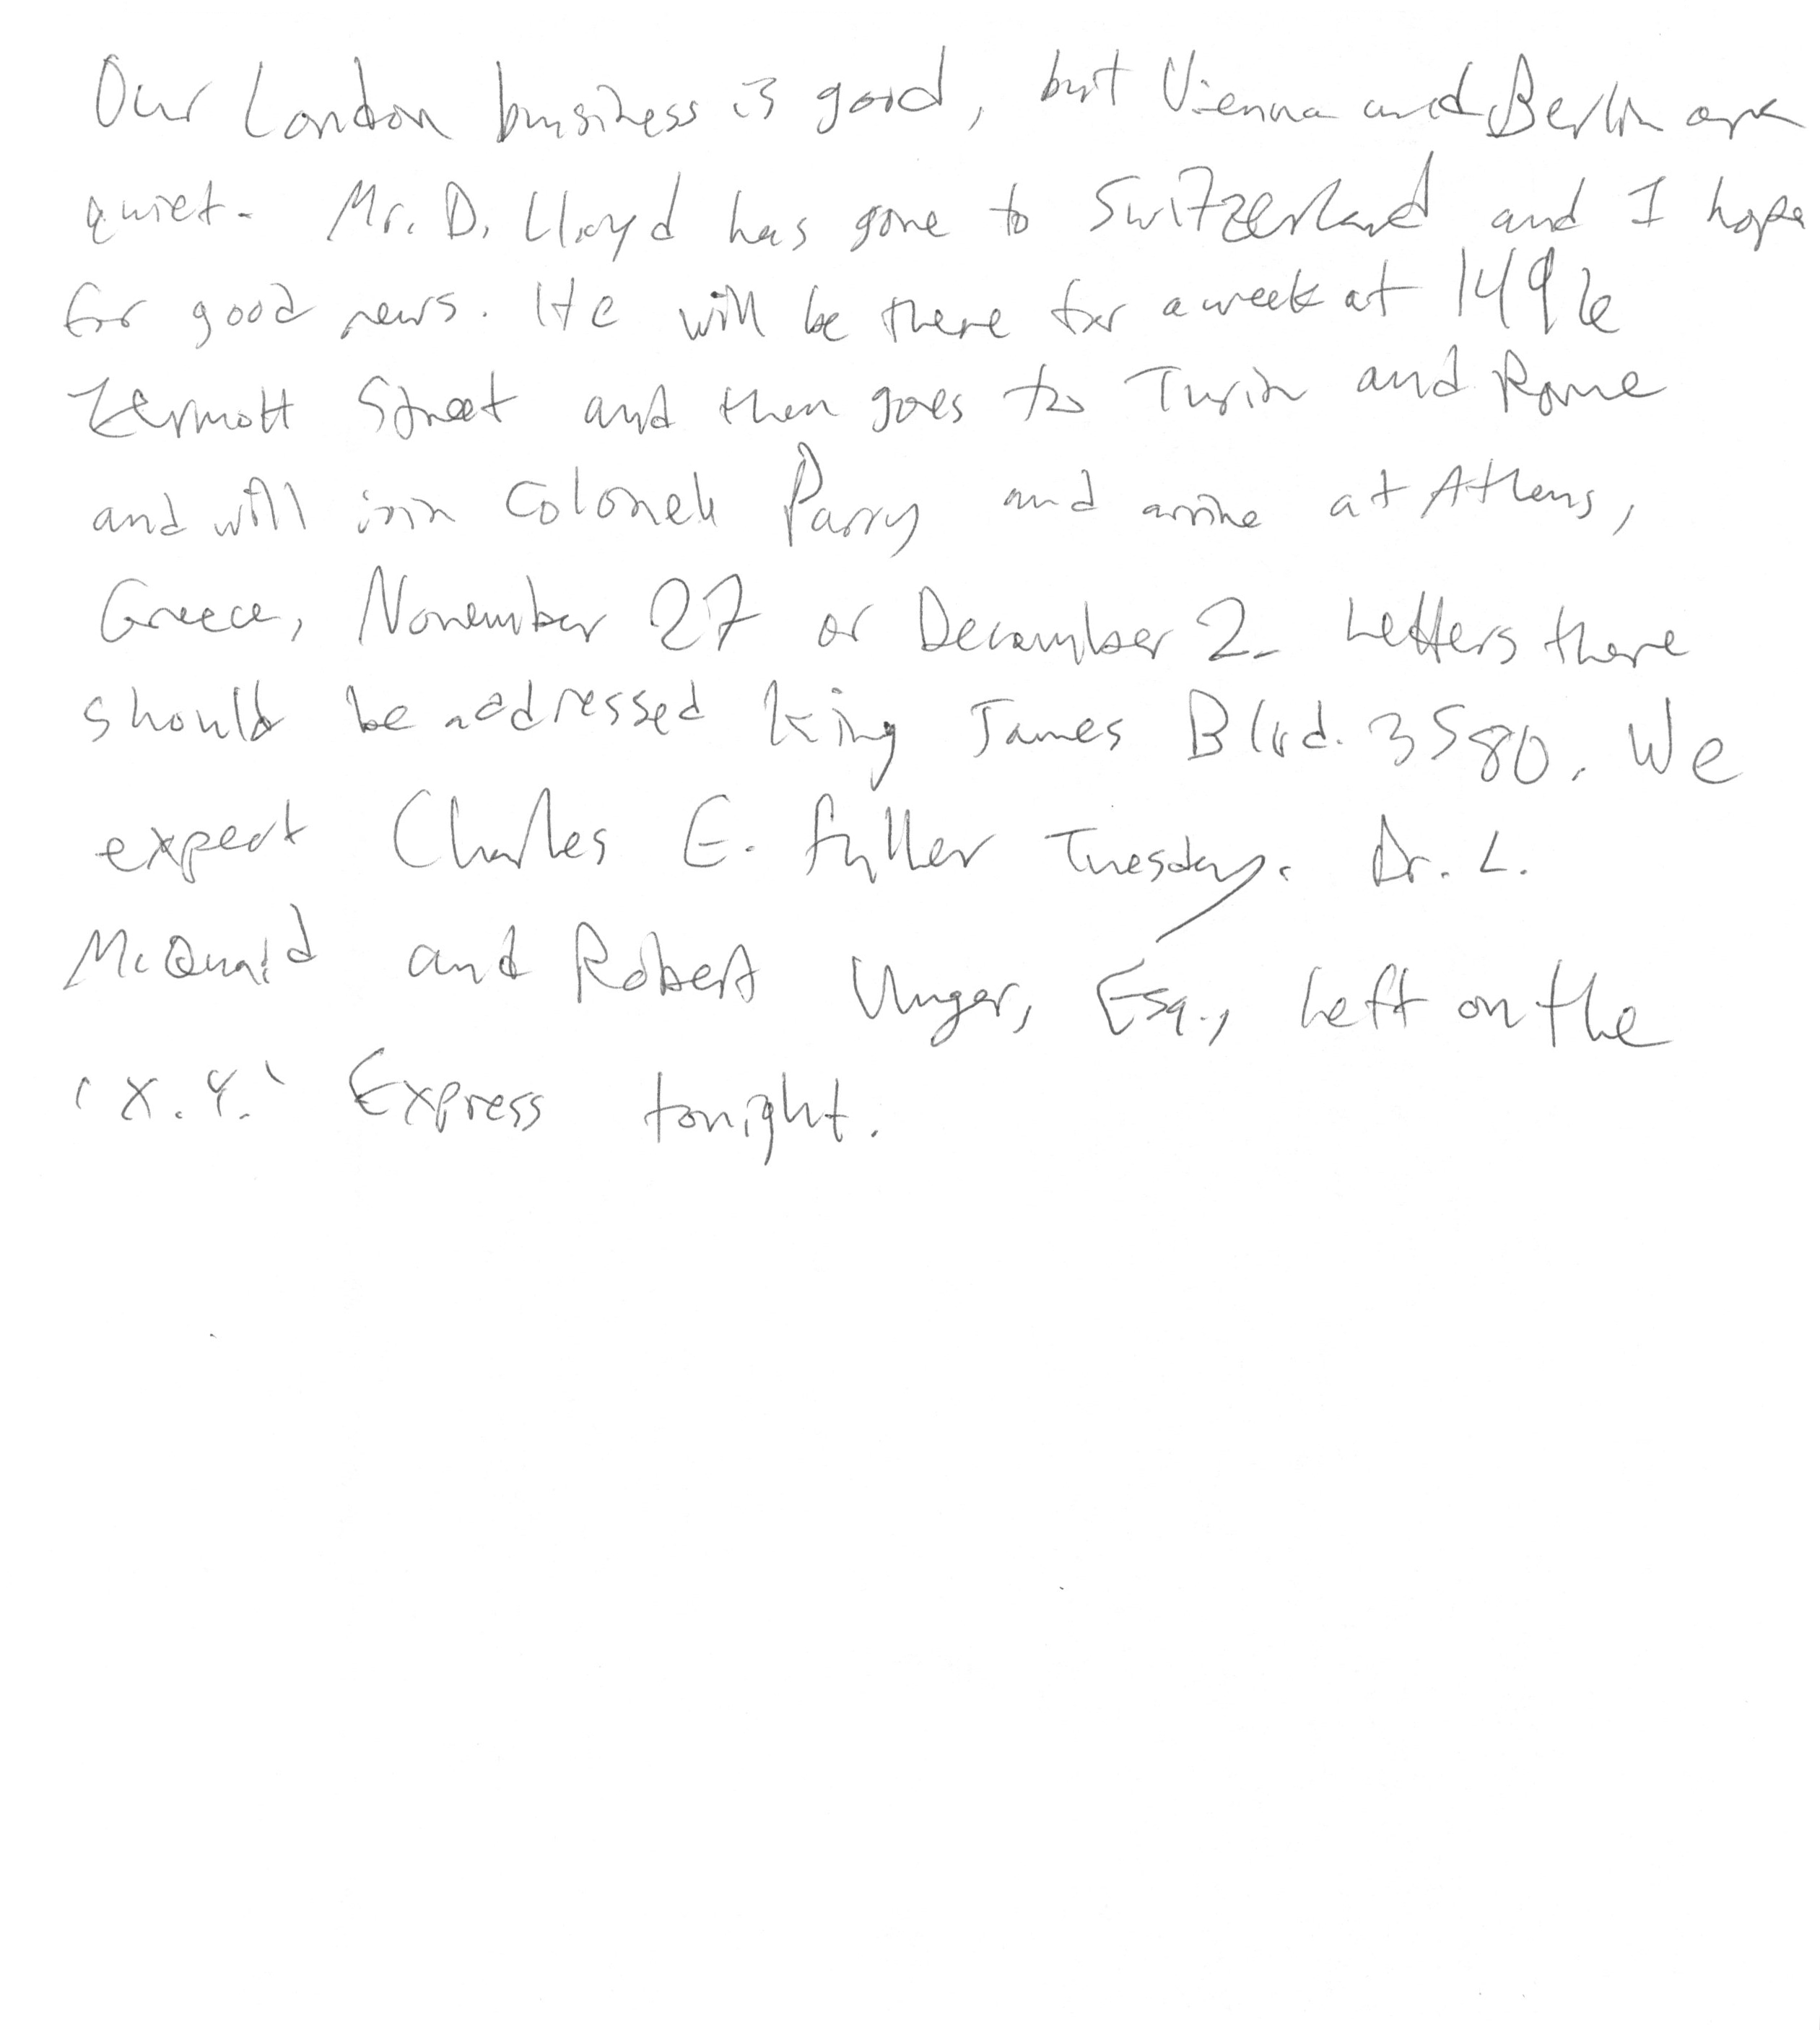 Our London business is good, but Vienna and Berlin are
quiet. Mr. D. Lloyd has gone to Switzerland and I hope
for good news. He will be there for a week at 1496
Zermott Street and then goes to Turin and Rome
and will join Colonel Parry and arrive at Athens,
Greece, November 27 or December 2. Letters there
should be addressed King James Blvd. 3580. We
expect Charles E. Fuller Tuesday. Dr. L.
McQuaid and Robert Unger, Esq., left on the
'X.Y.' Express tonight.